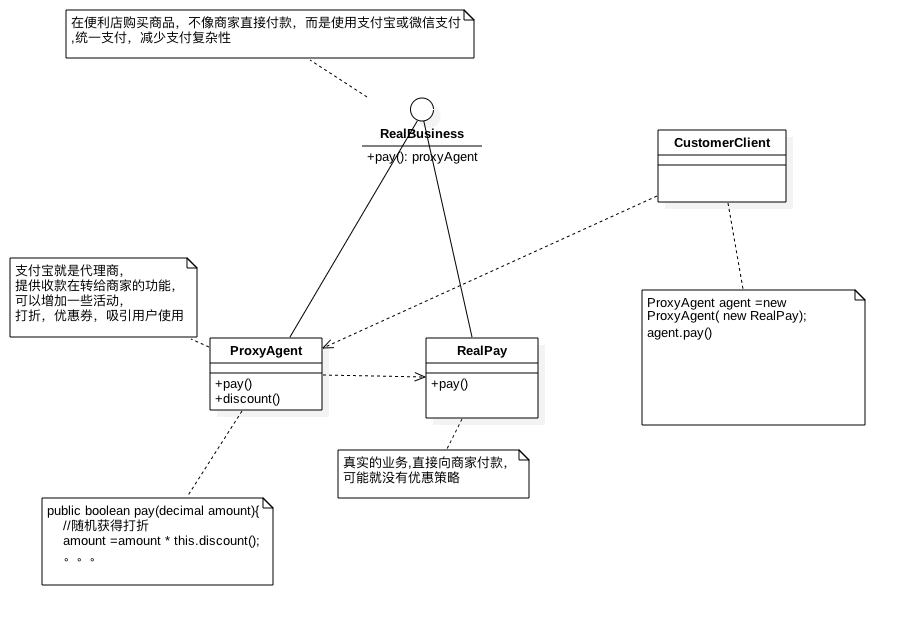 在便利店购买商品，不像商家直接付款，而是使用支付宝或微信支付
,统一支付，减少支付复杂性
RealBusiness
+pay(): proxyAgent
CustomerClient
支付宝就是代理商，
提供收款在转给商家的功能，
可以增加一些活动，
打折，优惠券，吸引用户使用
ProxyAgent agent =new
ProxyAgent( new RealPay);
agent.pay()
ProxyAgent
+pay()
+discount()
RealPay
+pay()
真实的业务,直接向商家付款，
可能就没有优惠策略
public boolean pay(decimal amount){
//随机获得打折
amount =amount * this.discount();
。。。